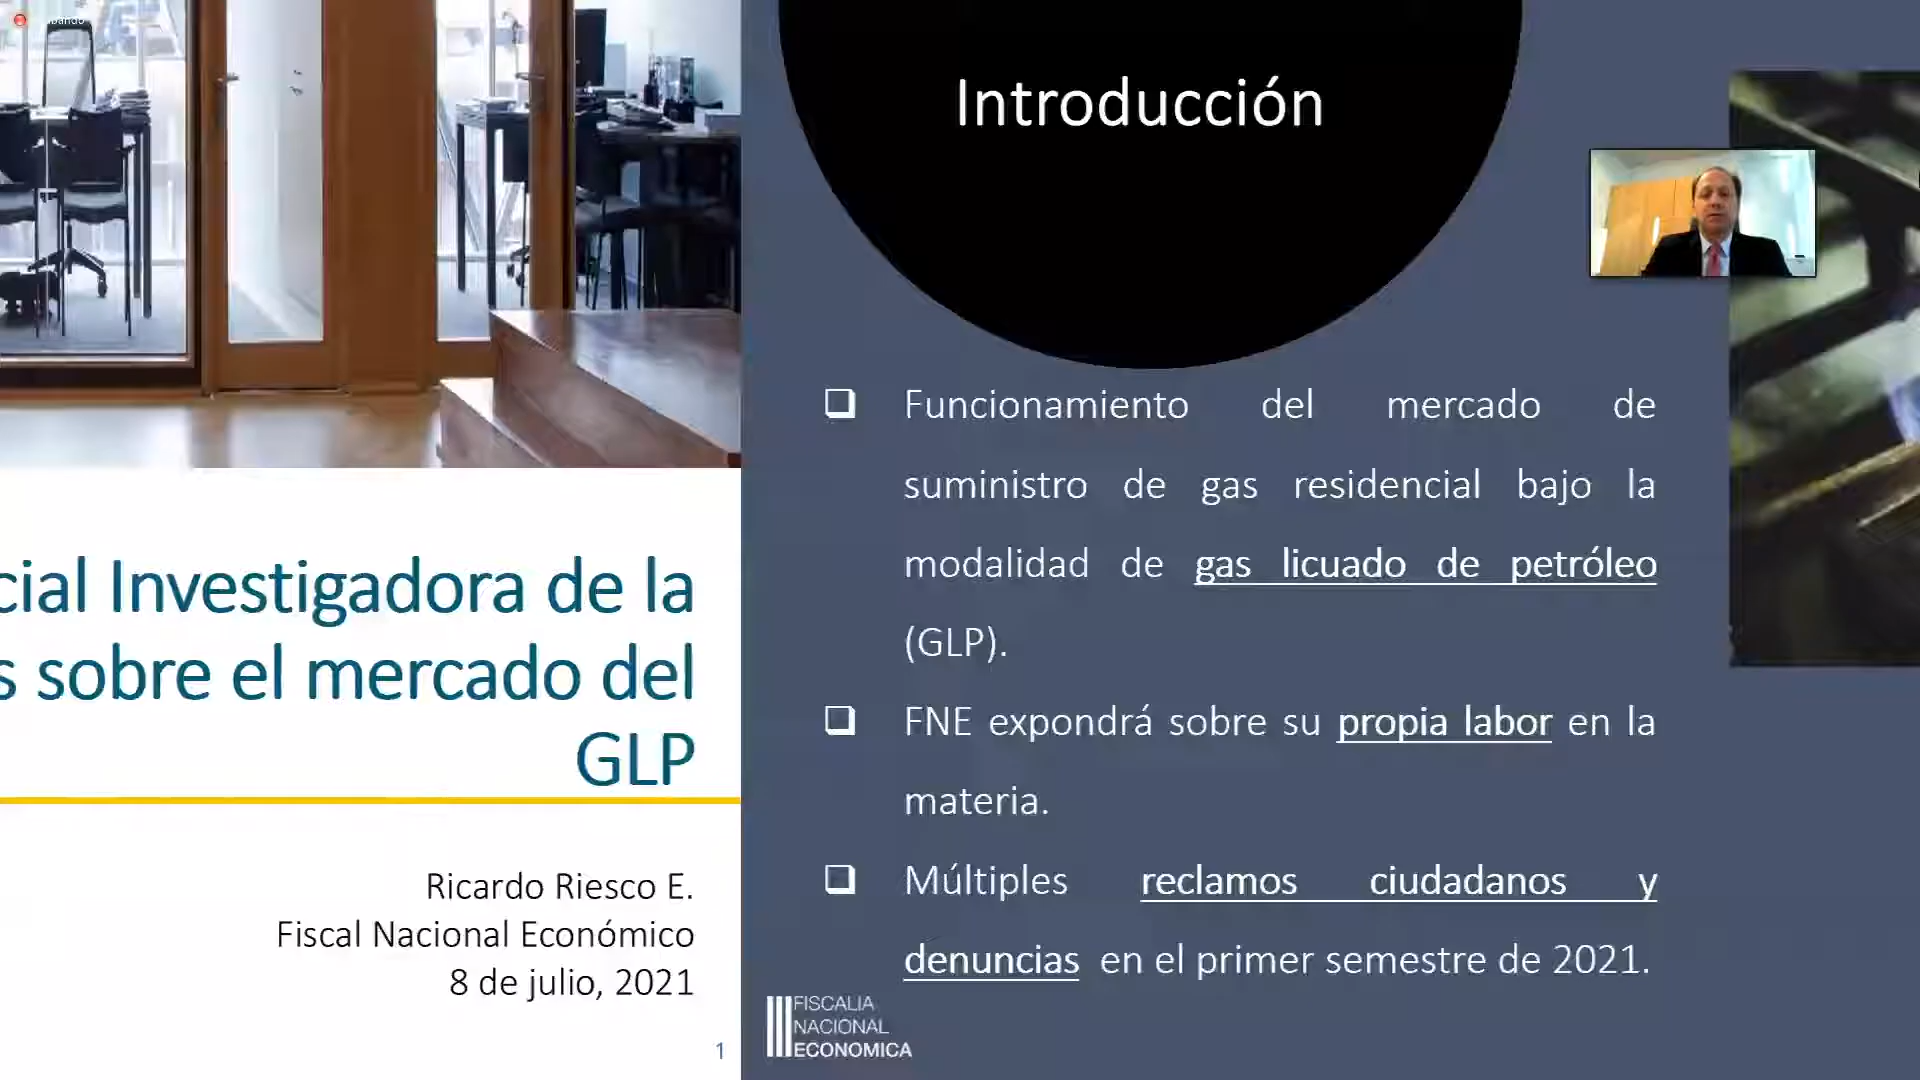 cial Investigadora de la
s sobre el mercado del
GLP
Ricardo Riesco E.
Fiscal Nacional Económico
8 de julio, 2021
1
Introducción
❑ Funcionamiento del mercado de
suministro de gas residencial bajo la
modalidad de gas licuado de petróleo
(GLP).
❑ FNE expondrá sobre su propia labor en la
materia.
❑ Múltiples reclamos ciudadanos y
denuncias en el primer semestre de 2021.
FISCALIA
NACIONAL
ECONOMICA